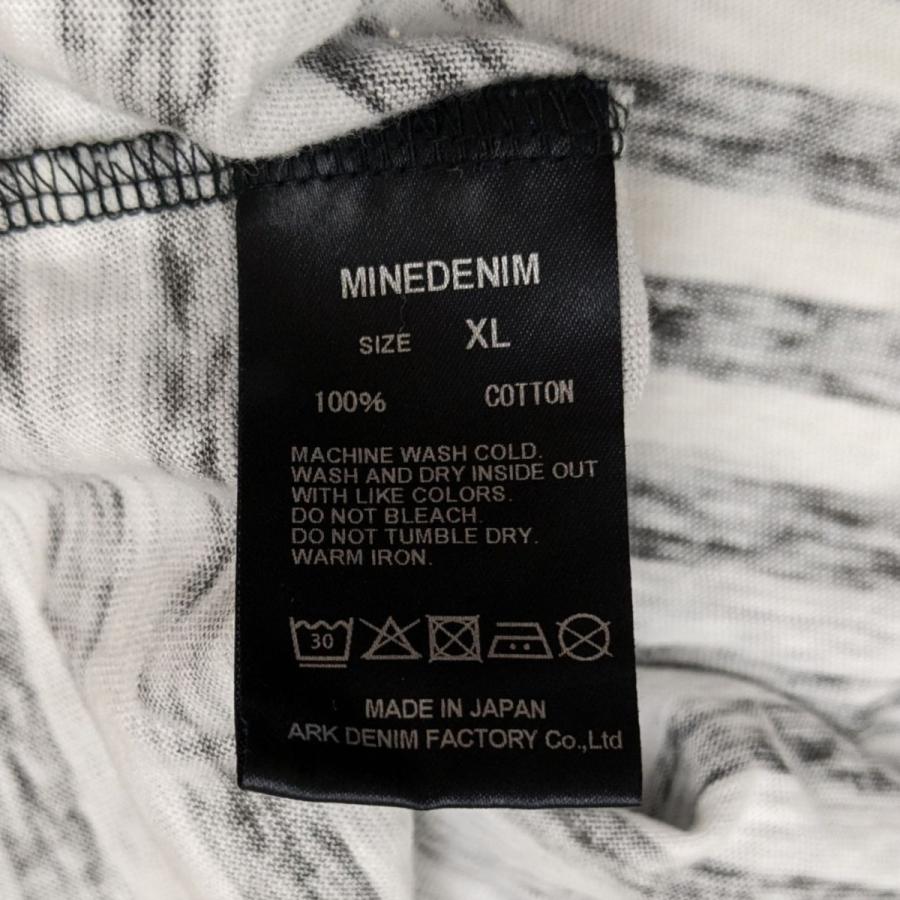 MINEDENIM
SIZE XL
100% COTTON
MACHINE WASH COLD.
WASH AND DRY INSIDE OUT
WITH LIKE COLORS.
DO NOT BLEACH.
DO NOT TUMBLE DRY.
WARM IRON.
30
MADE IN JAPAN
ARK DENIM FACTORY Co.,Ltd